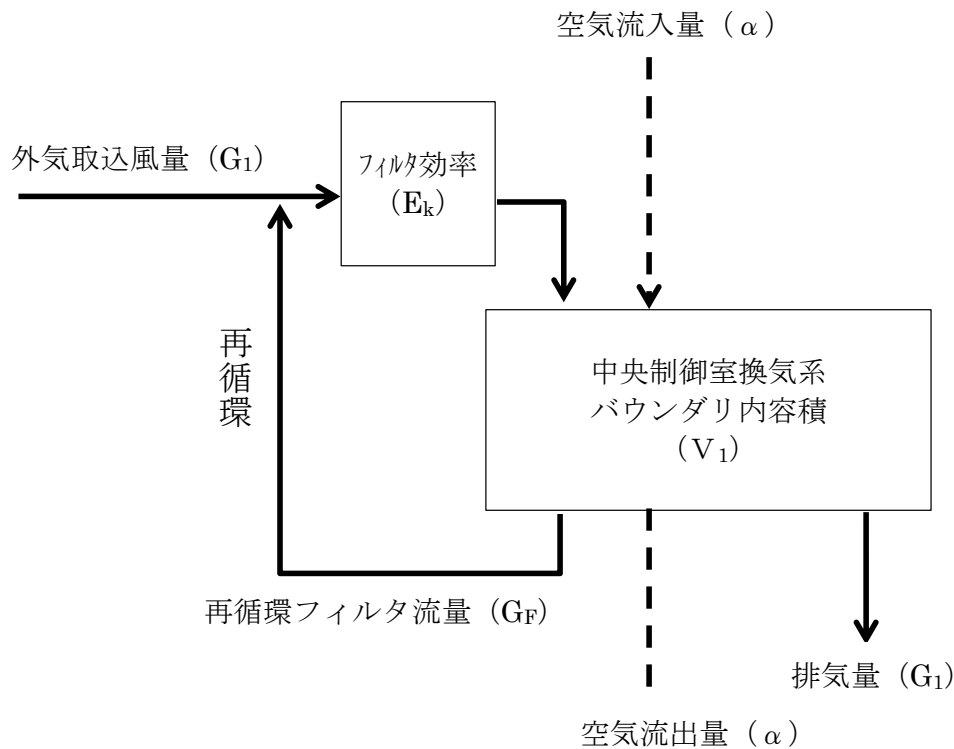 空気流入量（α）
外気取込風量（G₁）
フィルタ効率
（Eₖ）
再循環
中央制御室換気系
バウンダリ内容積
（Ｖ₁）
再循環フィルタ流量（G_F）
排気量（G₁）
空気流出量（α）